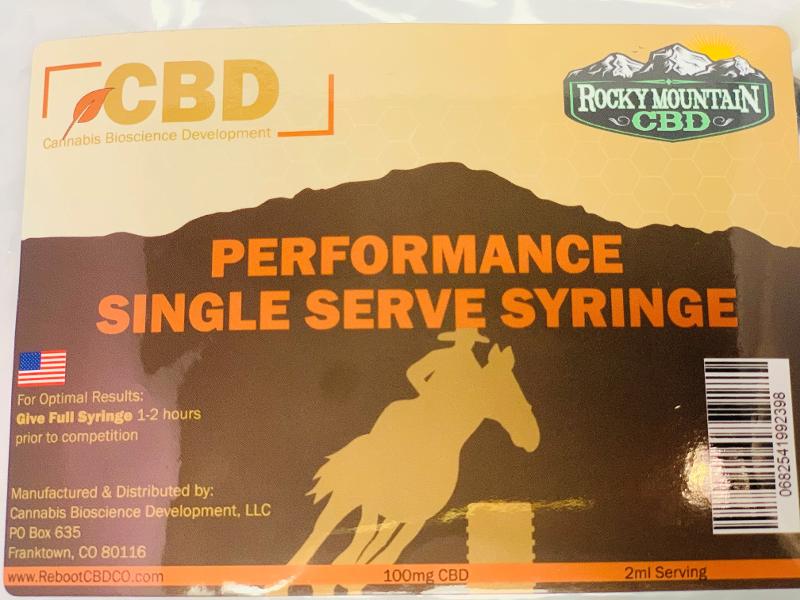 CBD
Cannabis Bioscience Development
ROCKY MOUNTAIN
CBD
PERFORMANCE
SINGLE SERVE SYRINGE
For Optimal Results:
Give Full Syringe 1-2 hours
prior to competition
Manufactured & Distributed by:
Cannabis Bioscience Development, LLC
PO Box 635
Franktown, CO 80116
www.RebootCBDCO.com
100mg CBD
2ml Serving
0682541992398